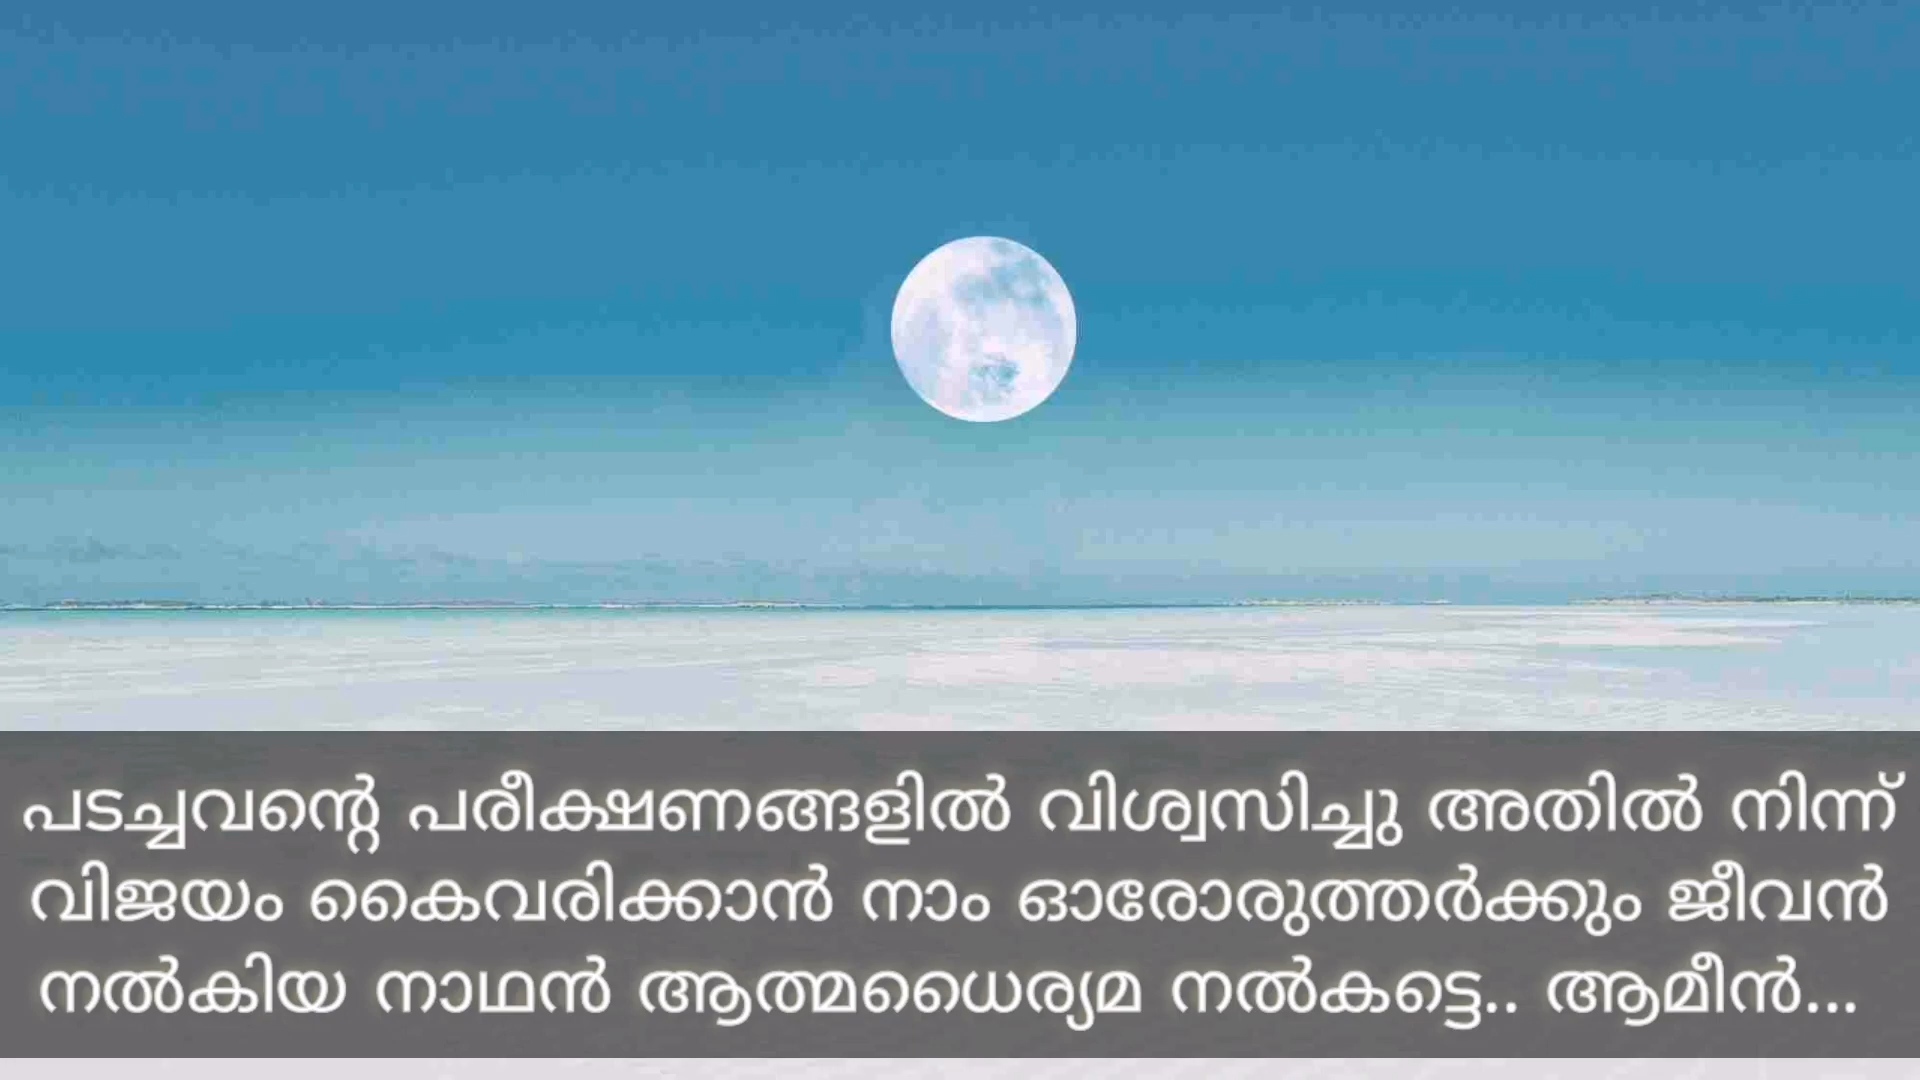 പടച്ചവന്റെ പരീക്ഷണങ്ങളിൽ വിശ്വസിച്ചു അതിൽ നിന്ന്
വിജയം കൈവരിക്കാൻ നാം ഓരോരുത്തർക്കും ജീവൻ
നൽകിയ നാഥൻ ആത്മധൈര്യമ നൽകട്ടെ.. ആമീൻ...